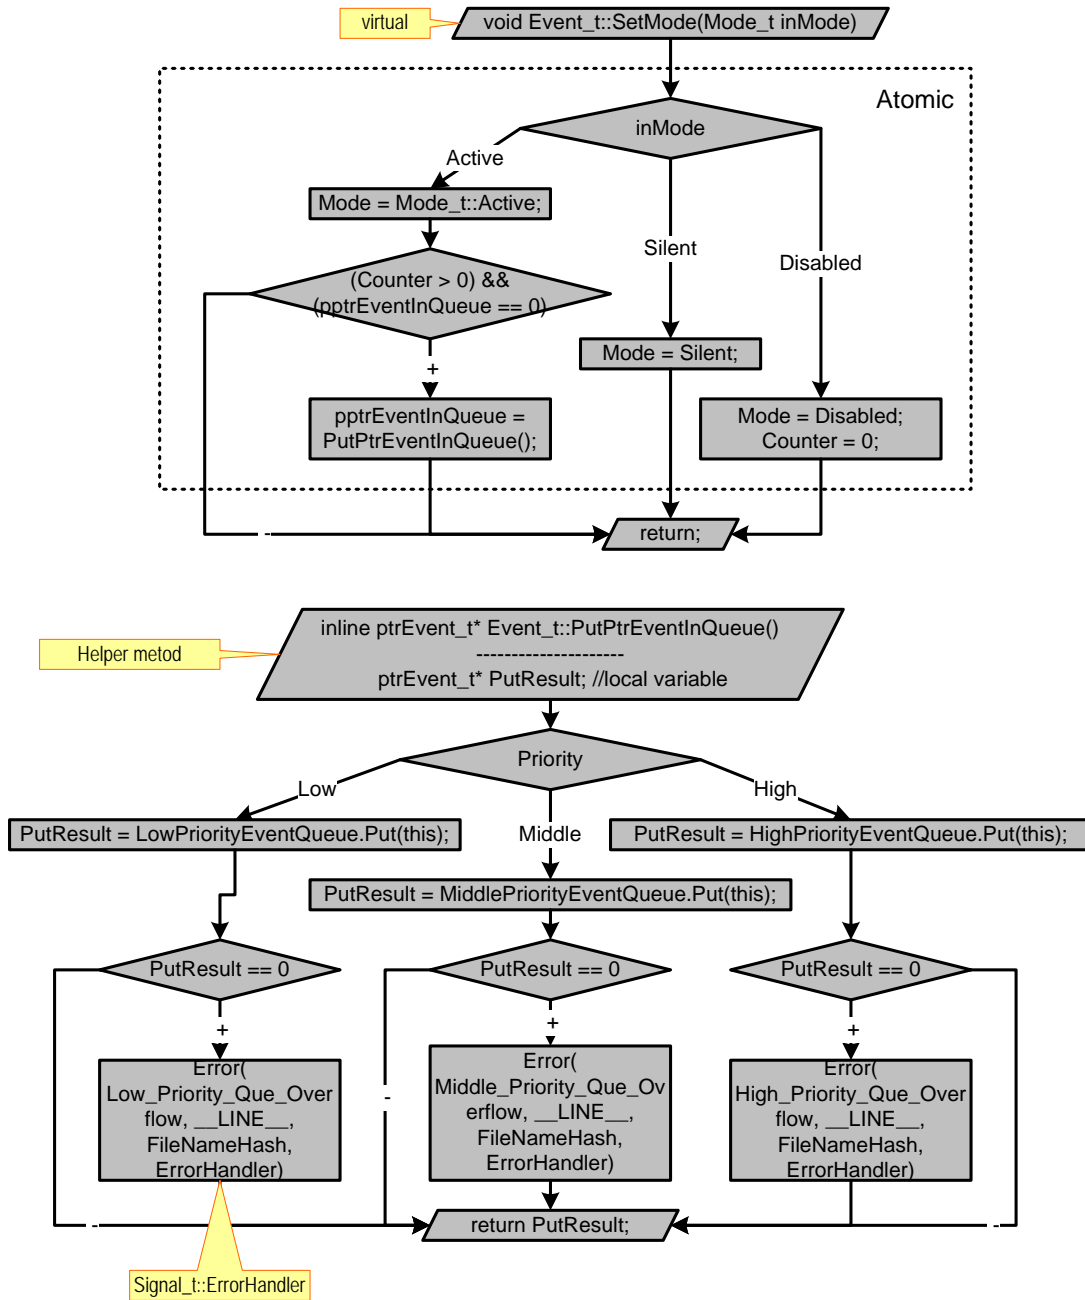 virtual
void Event_t::SetMode(Mode_t inMode)
Atomic
inMode
Active
Mode = Mode_t::Active;
Silent
Disabled
(Counter > 0) &&
(pptrEventInQueue == 0)
Mode = Silent;
+
pptrEventInQueue =
PutPtrEventInQueue();
Mode = Disabled;
Counter = 0;
-
return;
inline ptrEvent_t* Event_t::PutPtrEventInQueue()
---------------------
ptrEvent_t* PutResult; //local variable
Helper metod
Priority
Low
High
PutResult = LowPriorityEventQueue.Put(this);
Middle
PutResult = HighPriorityEventQueue.Put(this);
PutResult = MiddlePriorityEventQueue.Put(this);
PutResult == 0
PutResult == 0
PutResult == 0
+
+
+
Error(
Low_Priority_Que_Over
flow, __LINE__,
FileNameHash,
ErrorHandler)
-
Error(
Middle_Priority_Que_Ov
erflow, __LINE__,
FileNameHash,
ErrorHandler)
Error(
High_Priority_Que_Over
flow, __LINE__,
FileNameHash,
ErrorHandler)
-
return PutResult;
-
Signal_t::ErrorHandler